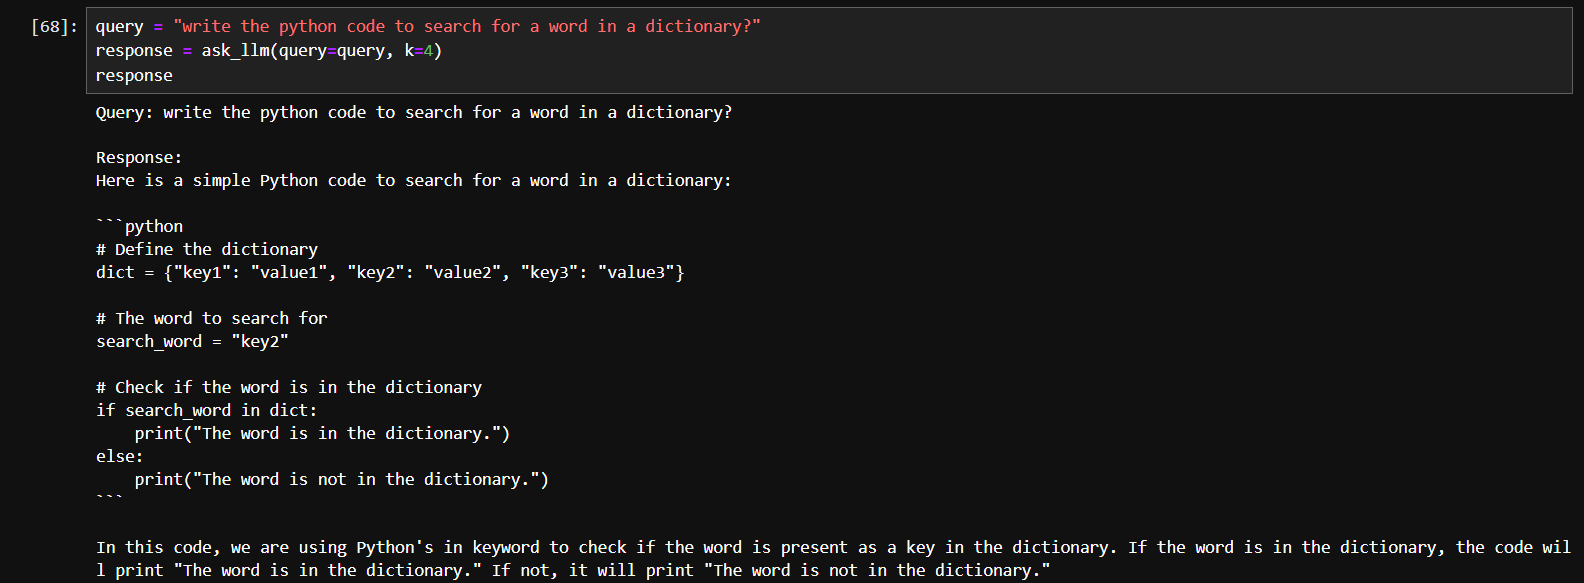 [68]: query = "write the python code to search for a word in a dictionary?"
response = ask_llm(query=query, k=4)
response
Query: write the python code to search for a word in a dictionary?
Response:
Here is a simple Python code to search for a word in a dictionary:
```python
# Define the dictionary
dict = {"key1": "value1", "key2": "value2", "key3": "value3"}
# The word to search for
search_word = "key2"
# Check if the word is in the dictionary
if search_word in dict:
    print("The word is in the dictionary.")
else:
    print("The word is not in the dictionary.")
```
In this code, we are using Python's in keyword to check if the word is present as a key in the dictionary. If the word is in the dictionary, the code wil
l print "The word is in the dictionary." If not, it will print "The word is not in the dictionary."